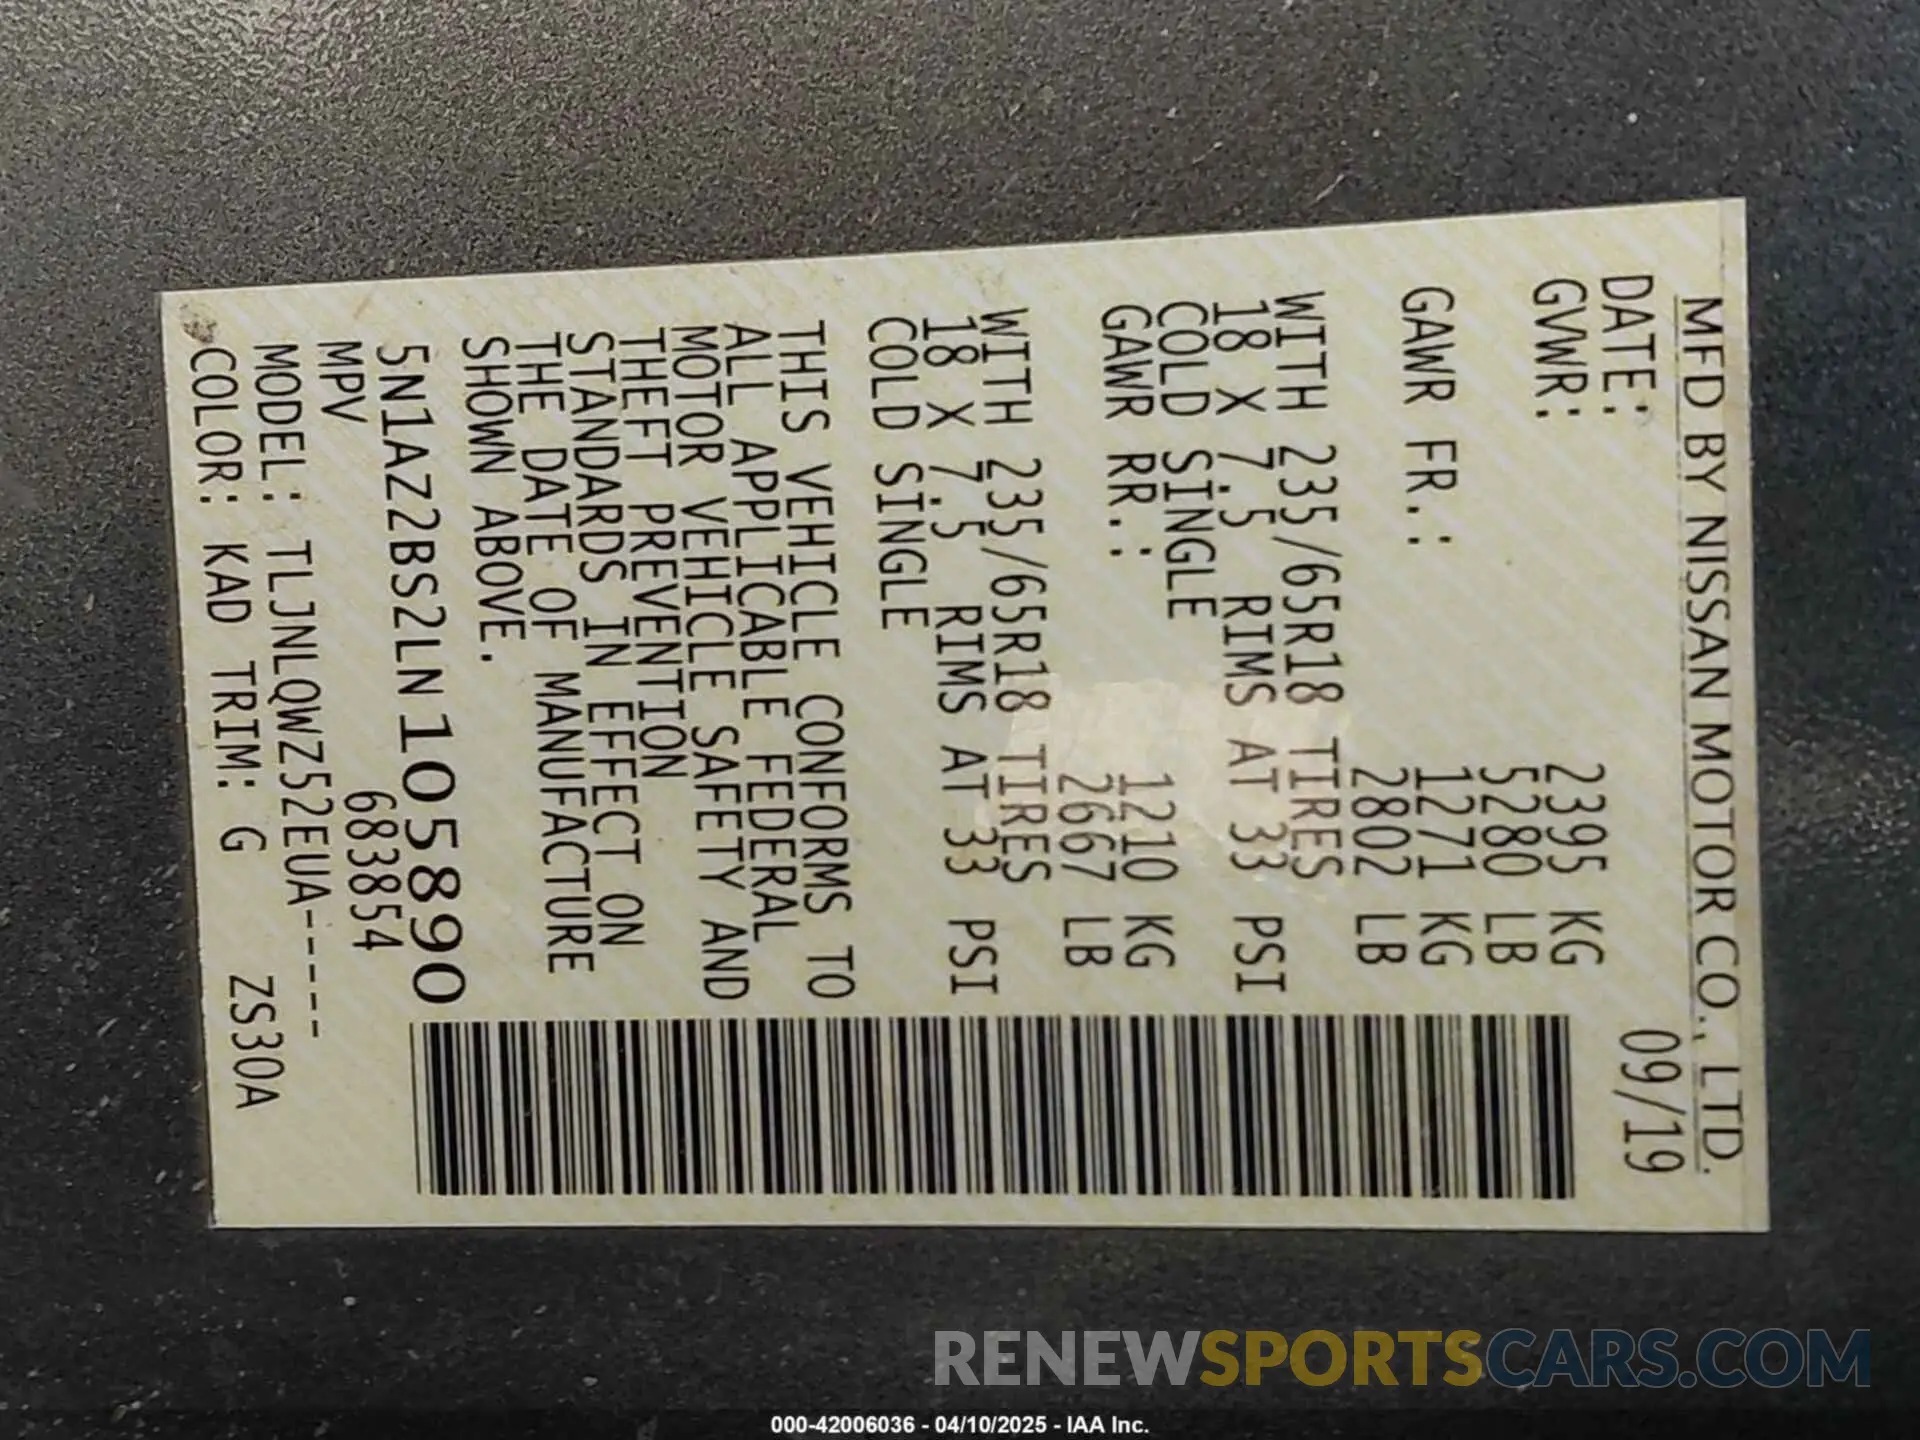 MFD BY NISSAN MOTOR CO., LTD.
DATE: 09/19
GVWR: 2395 KG
5280 LB
GAWR FR.: 1271 KG
2802 LB
WITH 235/65R18 TIRES
18 X 7.5 RIMS AT 33 PSI
COLD SINGLE
GAWR RR.: 1210 KG
2667 LB
WITH 235/65R18 TIRES
18 X 7.5 RIMS AT 33 PSI
COLD SINGLE
THIS VEHICLE CONFORMS TO
ALL APPLICABLE FEDERAL
MOTOR VEHICLE SAFETY AND
THEFT PREVENTION
STANDARDS IN EFFECT ON
THE DATE OF MANUFACTURE
SHOWN ABOVE.
5N1AZ2BS2LN105890
MPV 683854
MODEL: TLJNLQWZ52EUA-----
COLOR: KAD TRIM: G ZS30A
RENEWSPORTSCARS.COM
000-42006036 - 04/10/2025 - IAA Inc.